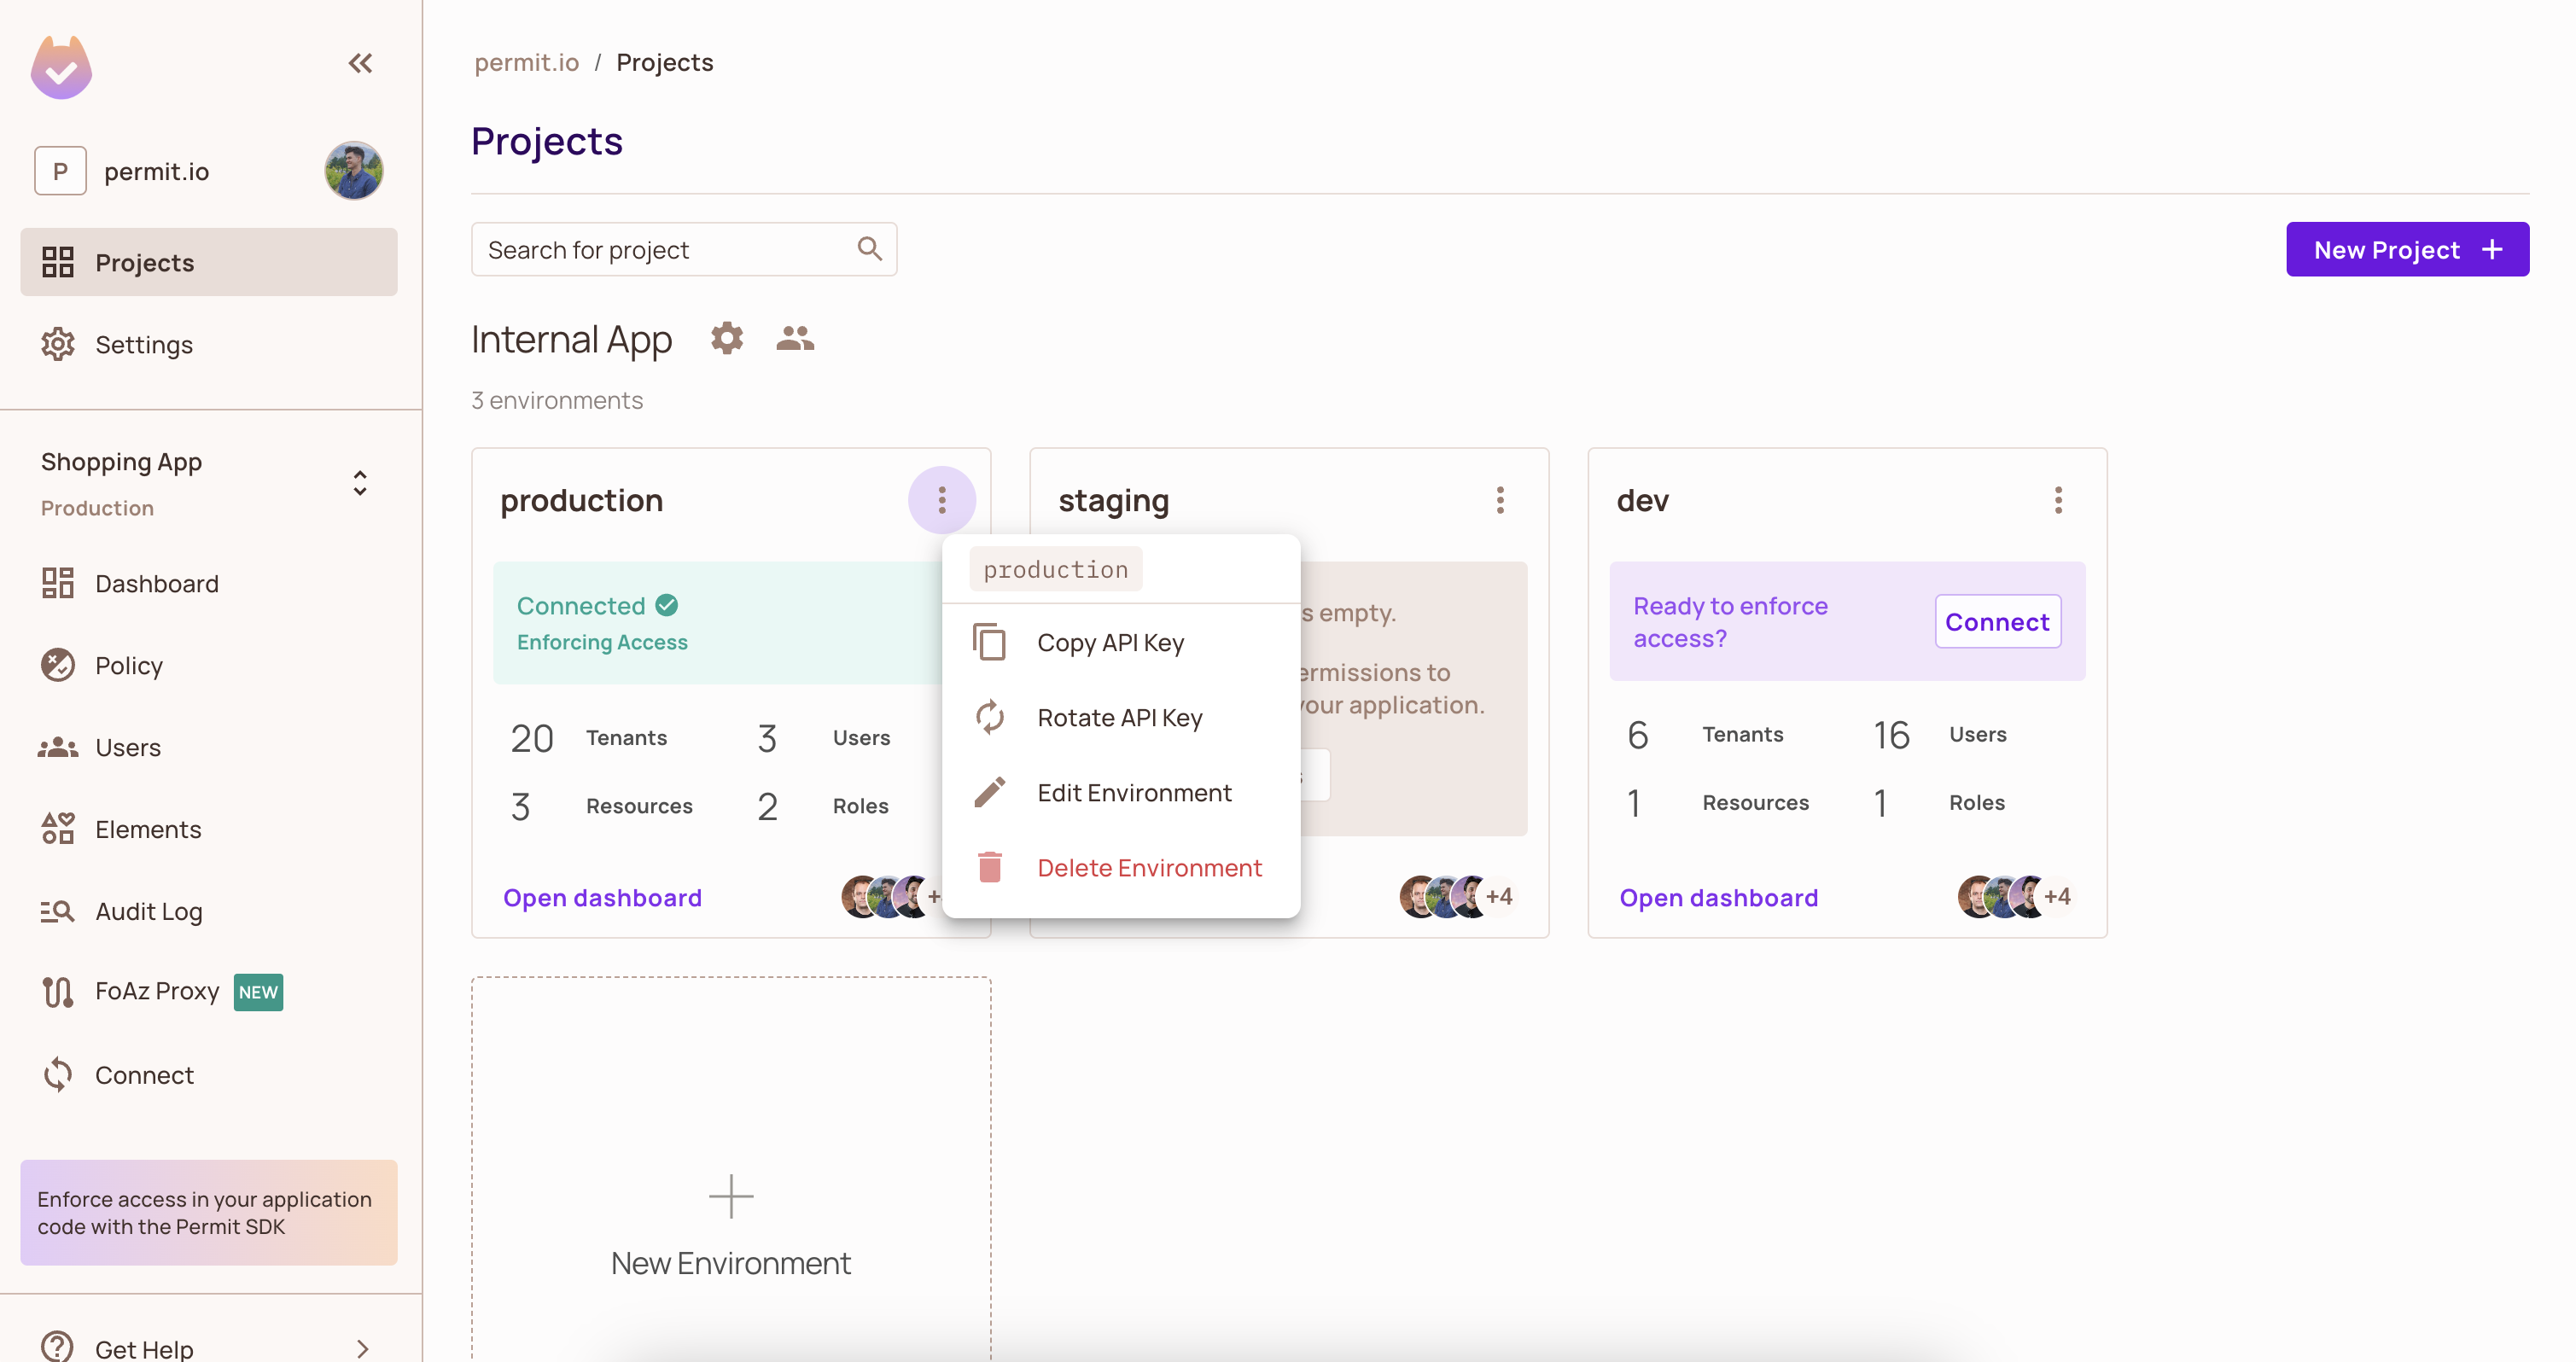 permit.io / Projects
P permit.io
Projects
Settings
Shopping App
Production
Dashboard
Policy
Users
Elements
Audit Log
FoAz Proxy NEW
Connect
Enforce access in your application
code with the Permit SDK
Get Help
Projects
Search for project
New Project
Internal App
3 environments
production
Connected
Enforcing Access
20 Tenants 3 Users
3 Resources 2 Roles
Open dashboard
production
Copy API Key
Rotate API Key
Edit Environment
Delete Environment
staging
empty.
to
your application.
+4
dev
Ready to enforce
access?
Connect
6 Tenants 16 Users
1 Resources 1 Roles
Open dashboard +4
New Environment